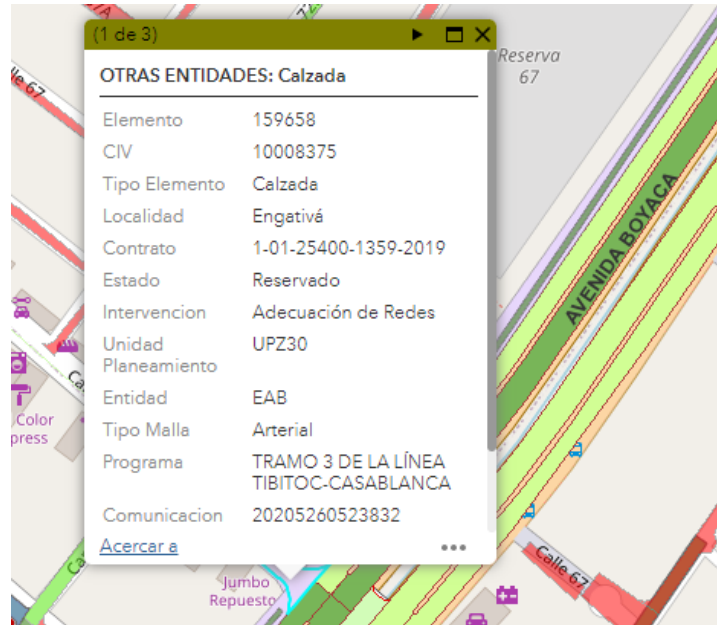 (1 de 3)
OTRAS ENTIDADES: Calzada
Elemento 159658
CIV 10008375
Tipo Elemento Calzada
Localidad Engativá
Contrato 1-01-25400-1359-2019
Estado Reservado
Intervencion Adecuación de Redes
Unidad UPZ30
Planeamiento
Entidad EAB
Tipo Malla Arterial
Programa TRAMO 3 DE LA LÍNEA
TIBITOC-CASABLANCA
Comunicacion 20205260523832
Acercar a
Reserva
67
AVENIDA BOYACA
Calle 67
Calle 67
Color
press
Jumbo
Repuesto